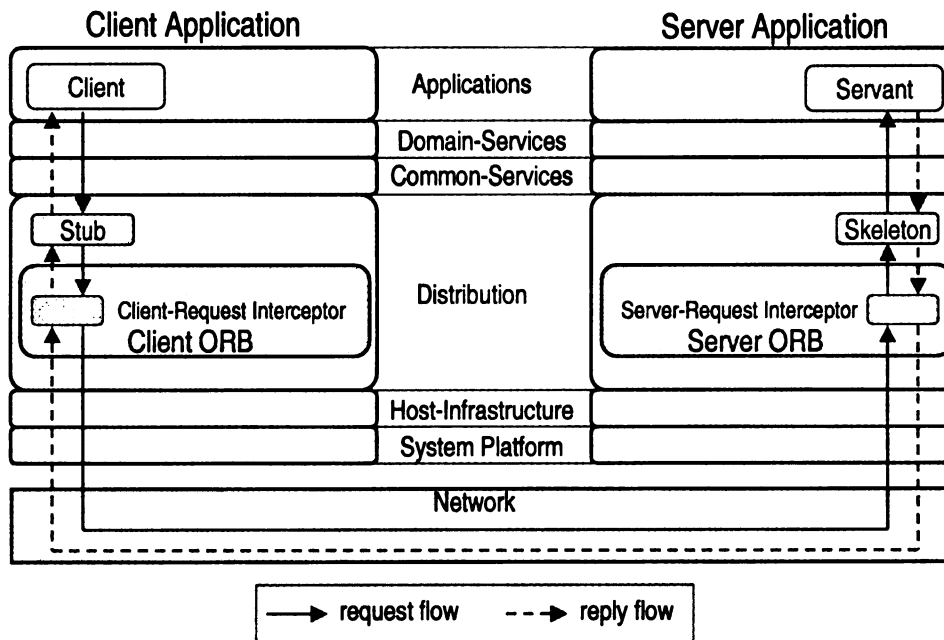 Client Application
Server Application
Client
Applications
Servant
Domain-Services
Common-Services
Stub
Skeleton
Distribution
Client-Request Interceptor
Client ORB
Server-Request Interceptor
Server ORB
Host-Infrastructure
System Platform
Network
request flow
reply flow